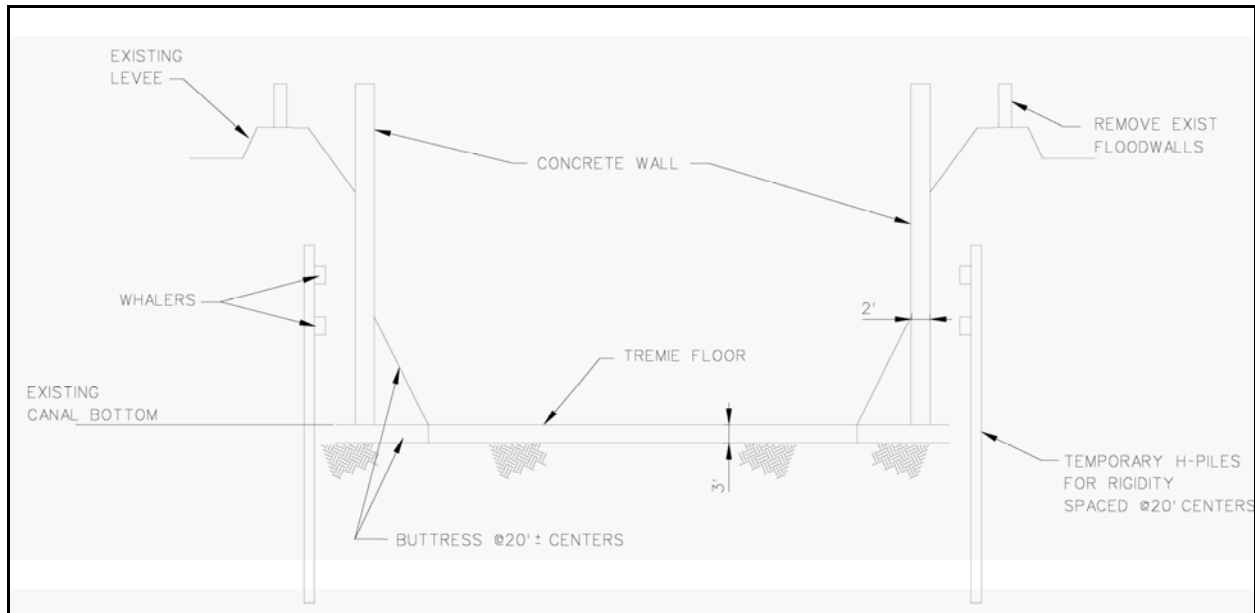 EXISTING
LEVEE
REMOVE EXIST
FLOODWALLS
CONCRETE WALL
WHALERS
2'
TREMIE FLOOR
EXISTING
CANAL BOTTOM
3'
TEMPORARY H-PILES
FOR RIGIDITY
SPACED @20' CENTERS
BUTTRESS @20' ± CENTERS